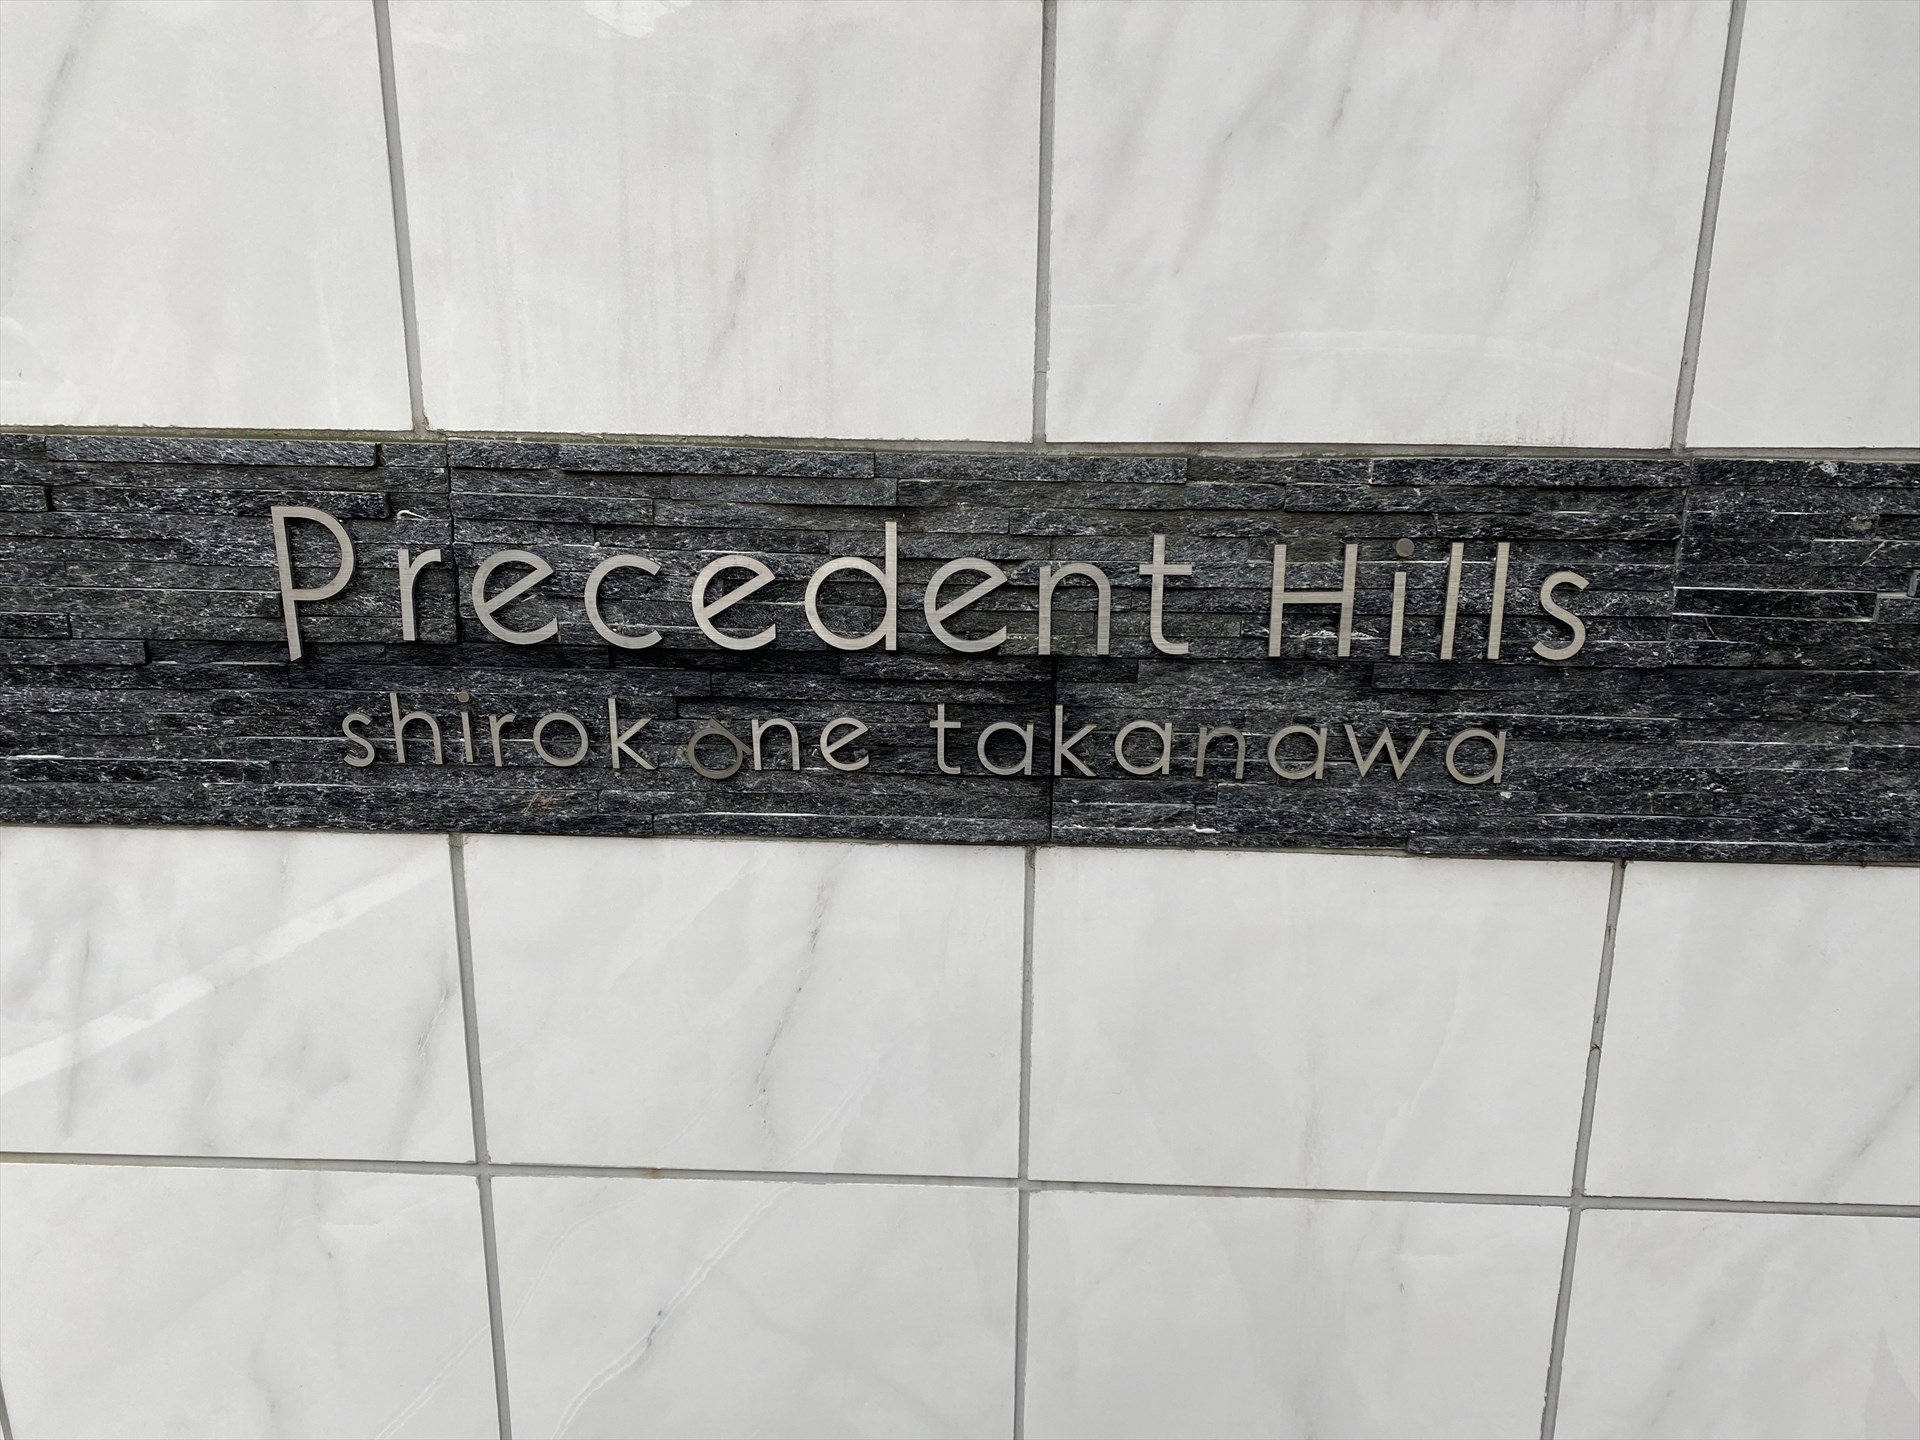 Precedent Hills
shirokane takanawa